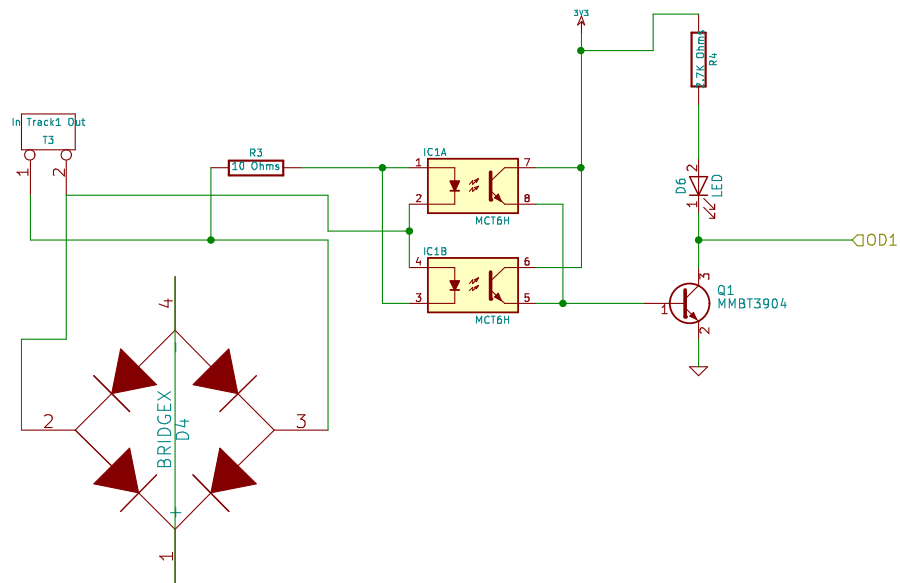 3V3
2.7K Ohms
R4
In Track1 Out
T3
1
2
R3
10 Ohms
IC1A
1
7
2
8
MCT6H
IC1B
4
6
3
5
MCT6H
D6
2
1
LED
OD1
3
Q1
MMBT3904
1
2
4
-
2
3
BRIDGEX
D4
+
1